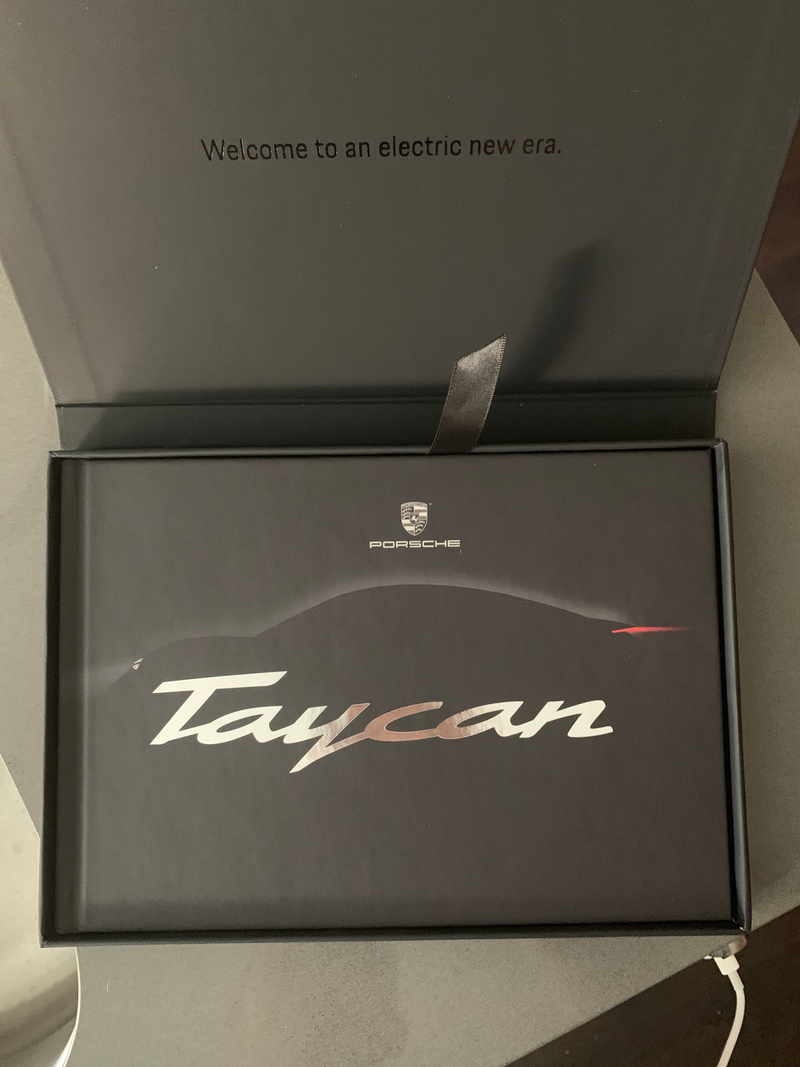 Welcome to an electric new era.
PORSCHE
Taycan